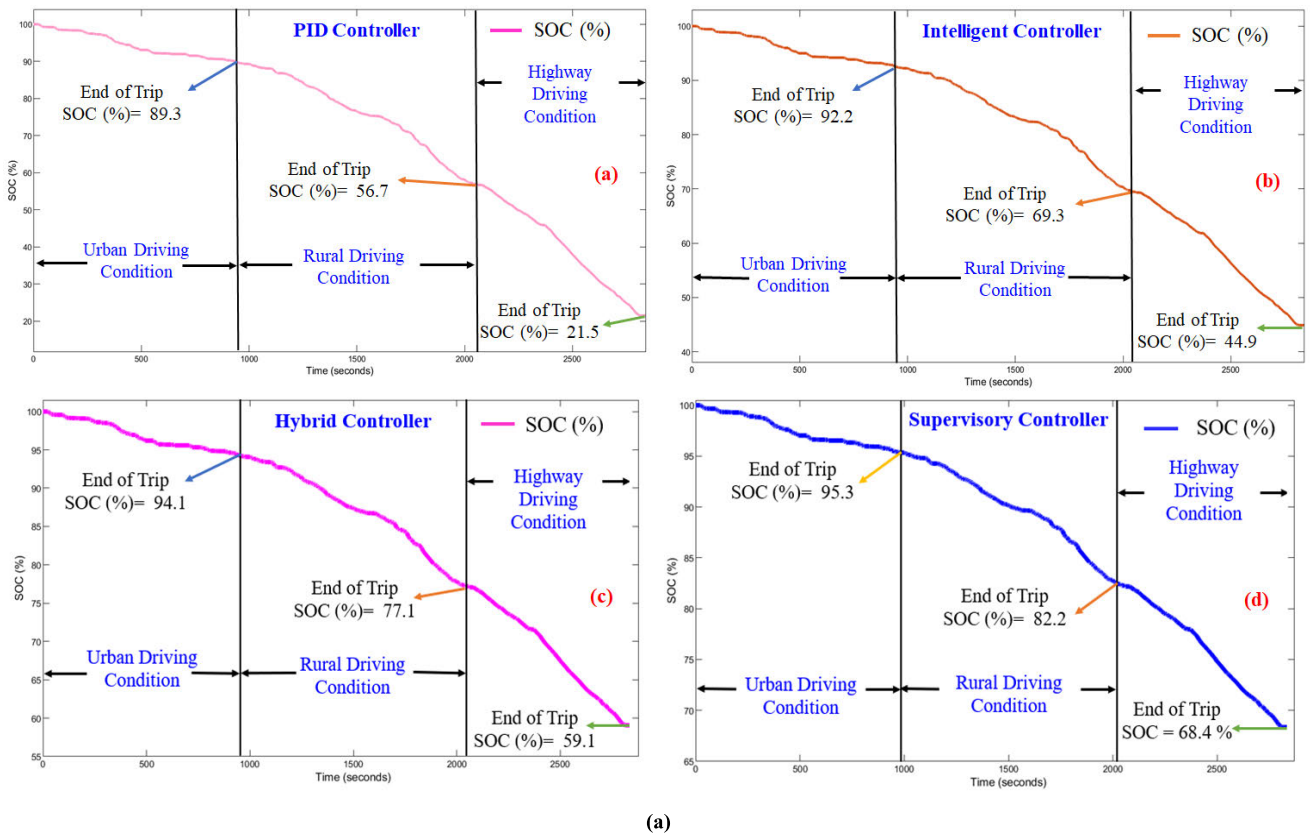 PID Controller
SOC (%)
Highway
Driving
Condition
End of Trip
SOC (%)= 89.3
End of Trip
SOC (%)= 56.7
(a)
Urban Driving
Condition
Rural Driving
Condition
End of Trip
SOC (%)= 21.5
SOC (%)
100
90
80
70
60
50
40
30
20
0
500
1000
1500
2000
2500
Time (seconds)
Intelligent Controller
SOC (%)
Highway
Driving
Condition
End of Trip
SOC (%)= 92.2
(b)
End of Trip
SOC (%)= 69.3
Urban Driving
Condition
Rural Driving
Condition
End of Trip
SOC (%)= 44.9
SOC (%)
100
90
80
70
60
50
40
0
500
1000
1500
2000
2500
Time (seconds)
Hybrid Controller
SOC (%)
Highway
Driving
Condition
End of Trip
SOC (%)= 94.1
End of Trip
SOC (%)= 77.1
(c)
Urban Driving
Condition
Rural Driving
Condition
End of Trip
SOC (%)= 59.1
SOC (%)
100
95
90
85
80
75
70
65
60
55
0
500
1000
1500
2000
2500
Time (seconds)
Supervisory Controller
SOC (%)
Highway
Driving
Condition
End of Trip
SOC (%)= 95.3
End of Trip
SOC (%)= 82.2
(d)
Urban Driving
Condition
Rural Driving
Condition
End of Trip
SOC = 68.4 %
SOC (%)
100
95
90
85
80
75
70
65
0
500
1000
1500
2000
2500
Time (seconds)
(a)